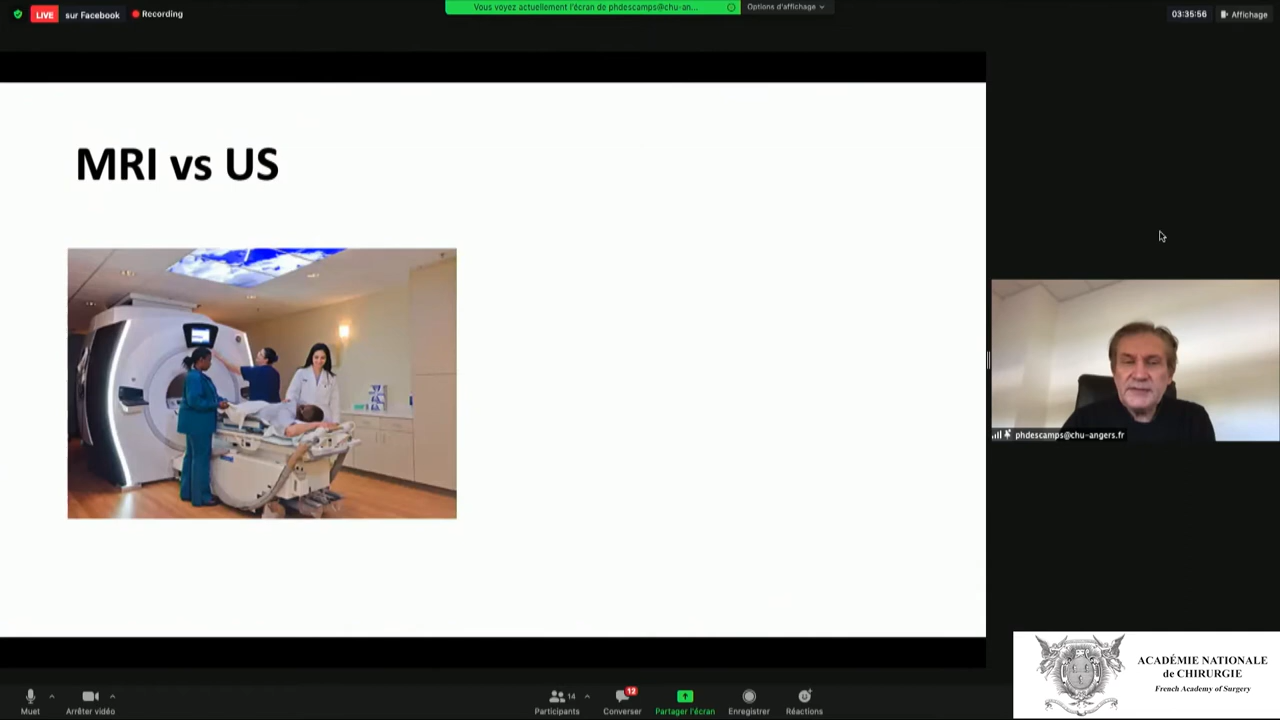 LIVE
sur Facebook
Recording
Vous voyez actuellement l'écran de phdescamps@chu-an...
Options d'affichage
03:35:56
Affichage
MRI vs US
phdescamps@chu-angers.fr
ACADÉMIE NATIONALE
de CHIRURGIE
French Academy of Surgery
Muet
Arrêter vidéo
14
Participants
12
Converser
Partager l'écran
Enregistrer
Réactions